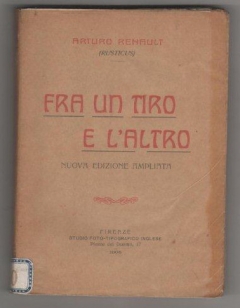 ARTURO RENAULT
(RUSTICUS)
FRA UN TIRO
E L'ALTRO
NUOVA EDIZIONE AMPLIATA
FIRENZE